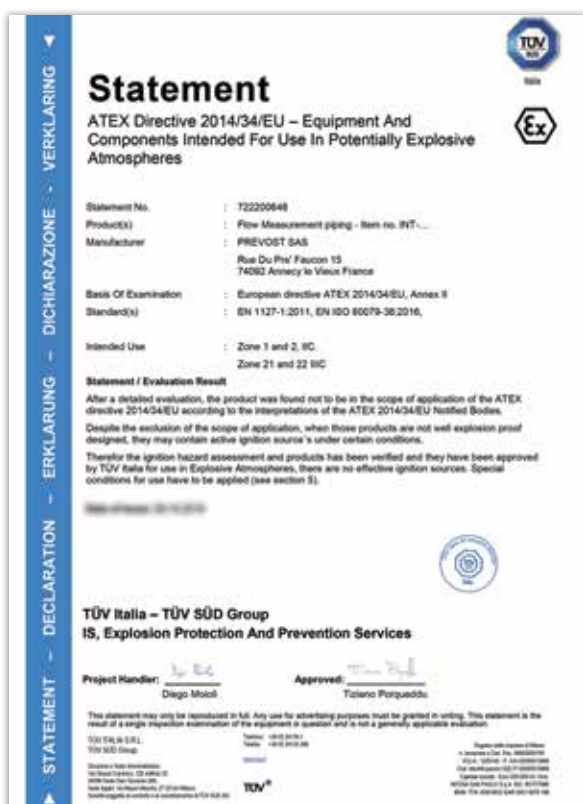 STATEMENT – DECLARATION – ERKLARUNG – DICHIARAZIONE - VERKLARING
TÜV
SÜD
Italia
Statement
Ex
ATEX Directive 2014/34/EU – Equipment And
Components Intended For Use In Potentially Explosive
Atmospheres
Statement No. : 722200648
Product(s) : Flow Measurement piping - Item no. INT-...
Manufacturer : PREVOST SAS
Rue Du Pre' Faucon 15
74092 Annecy le Vieux France
Basis Of Examination : European directive ATEX 2014/34/EU, Annex II
Standard(s) : EN 1127-1:2011, EN ISO 80079-36:2016,
Intended Use : Zone 1 and 2, IIC.
Zone 21 and 22 IIIC
Statement / Evaluation Result
After a detailed evaluation, the product was found not to be in the scope of application of the ATEX
directive 2014/34/EU according to the interpretations of the ATEX 2014/34/EU Notified Bodies.
Despite the exclusion of the scope of application, when those products are not well explosion proof
designed, they may contain active ignition source's under certain conditions.
Therefor the ignition hazard assessment and products has been verified and they have been approved
by TÜV Italia for use in Explosive Atmospheres, there are no effective ignition sources. Special
conditions for use have to be applied (see section 5).
TÜV Italia – TÜV SÜD Group
IS, Explosion Protection And Prevention Services
Project Handler: Approved:
Diego Moioli Tiziano Porqueddu
This statement may only be reproduced in full. Any use for advertising purposes must be granted in writing. This statement is the
result of a single inspection examination of the equipment in question and is not a generally applicable evaluation.
TÜV ITALIA S.R.L.
TÜV SÜD Group
TÜV®